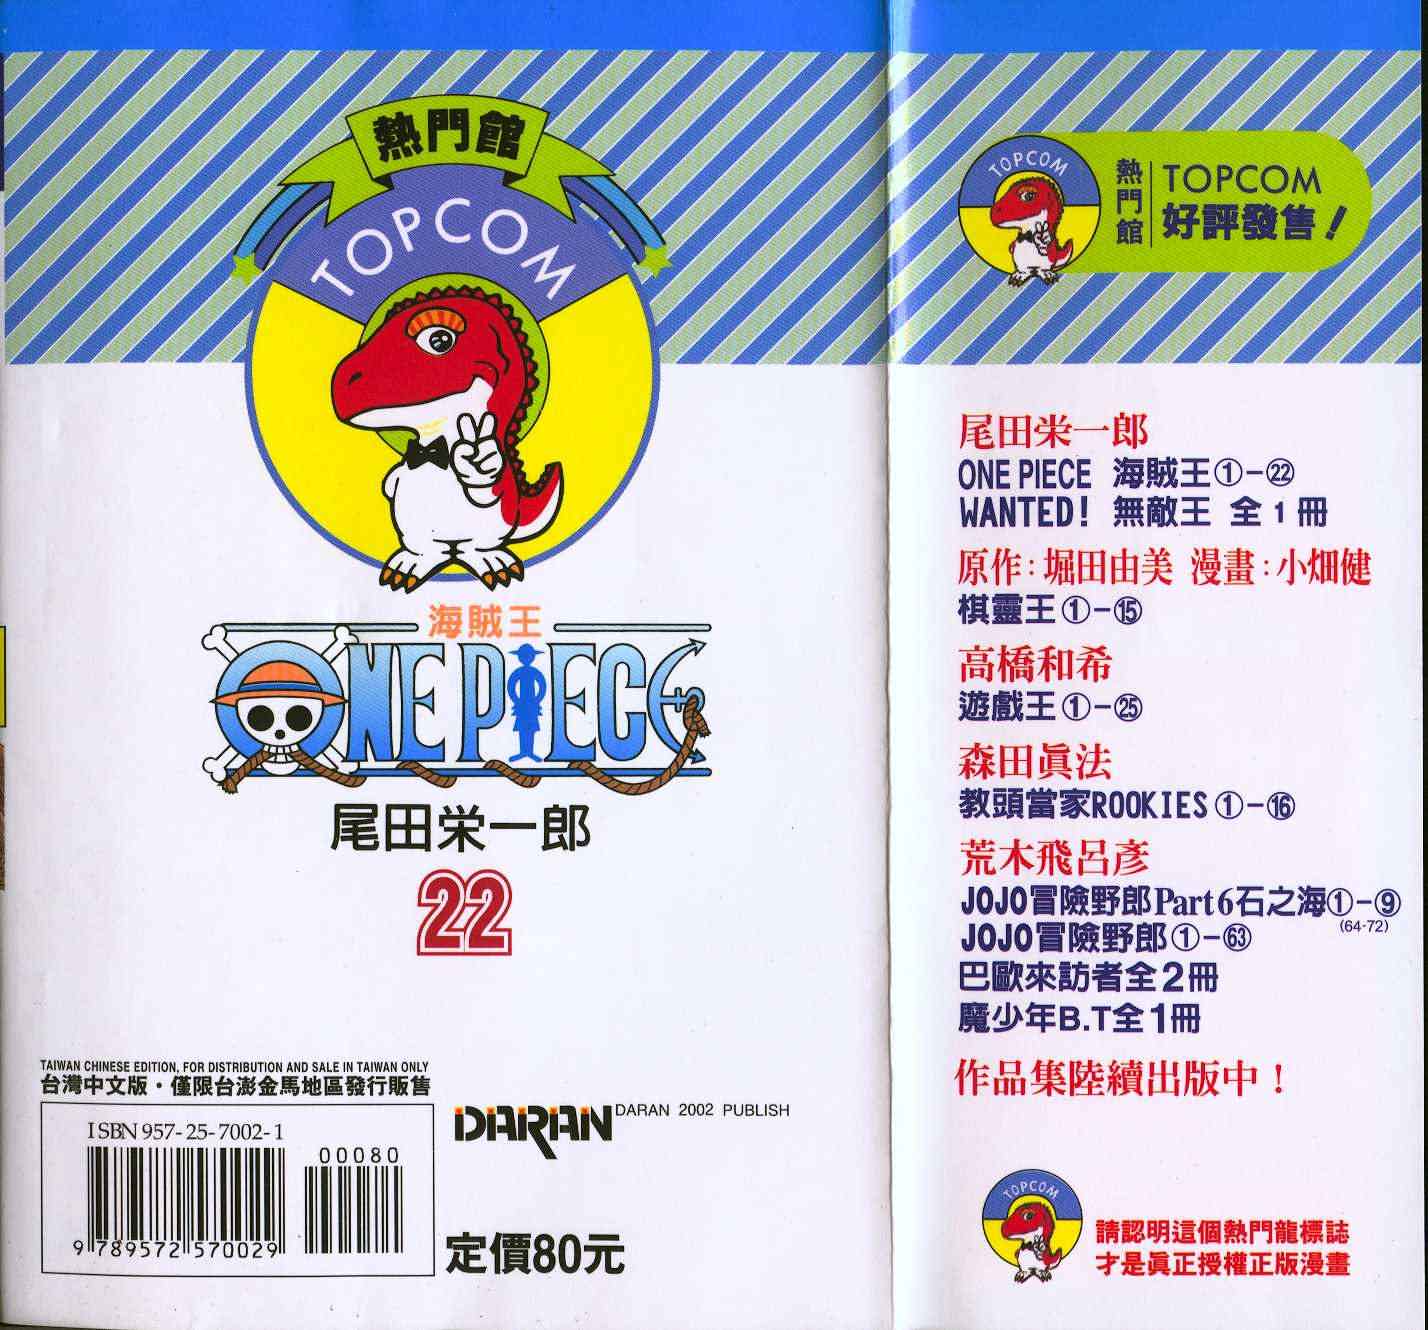 熱門館
TOPCOM
海賊王
ONE PIECE
尾田栄一郎
22
TAIWAN CHINESE EDITION, FOR DISTRIBUTION AND SALE IN TAIWAN ONLY
台灣中文版·僅限台澎金馬地區發行販售
ISBN 957-25-7002-1
00080
9 789572 570029
DARAN DARAN 2002 PUBLISH
定價80元
TOPCOM
熱門館
TOPCOM
好評發售!
尾田栄一郎
ONE PIECE 海賊王①-㉒
WANTED! 無敵王 全1冊
原作:堀田由美 漫畫:小畑健
棋靈王①-⑮
高橋和希
遊戲王①-㉕
森田眞法
教頭當家ROOKIES①-⑯
荒木飛呂彥
JOJO冒險野郎Part6石之海①-⑨
(64-72)
JOJO冒險野郎①-63
巴歐來訪者全2冊
魔少年B.T全1冊
作品集陸續出版中!
TOPCOM
請認明這個熱門龍標誌
才是眞正授權正版漫畫